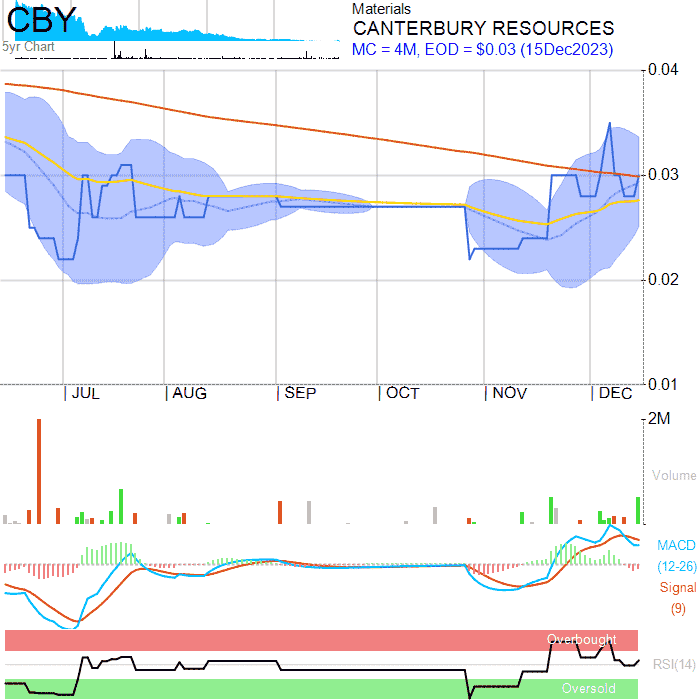 CBY
5yr Chart
Materials
CANTERBURY RESOURCES
MC = 4M, EOD = $0.03 (15Dec2023)
0.04
0.03
0.02
0.01
JUL
AUG
SEP
OCT
NOV
DEC
2M
Volume
MACD
(12-26)
Signal
(9)
Overbought
RSI(14)
Oversold